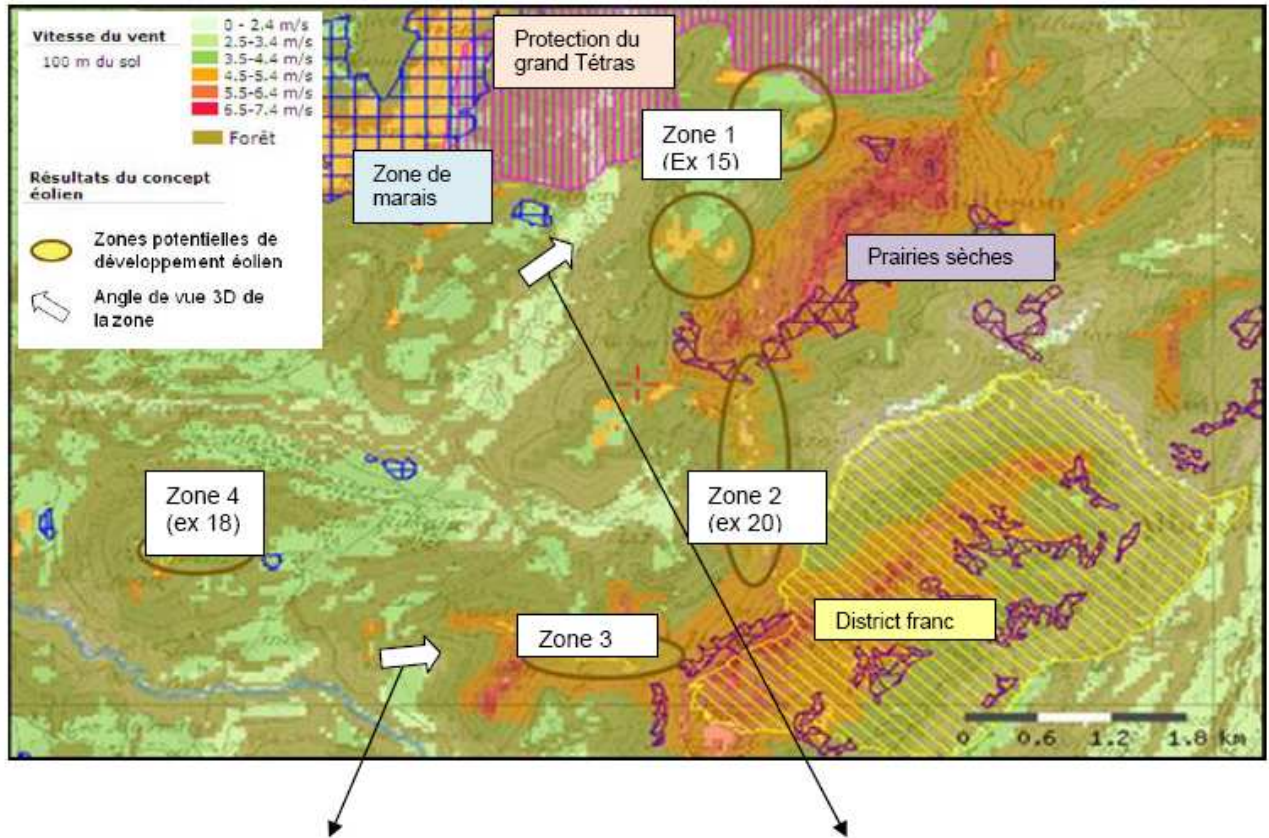 Vitesse du vent
100 m du sol
0 - 2.4 m/s
2.5-3.4 m/s
3.5-4.4 m/s
4.5-5.4 m/s
5.5-6.4 m/s
6.5-7.4 m/s
Forêt
Résultats du concept
éolien
Zones potentielles de
développement éolien
Angle de vue 3D de
la zone
Protection du
grand Tétras
Zone de
marais
Zone 1
(Ex 15)
Prairies sèches
Zone 4
(ex 18)
Zone 2
(ex 20)
Zone 3
District franc
0 0.6 1.2 1.8 km